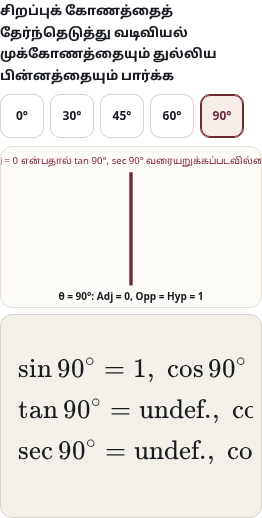 சிறப்புக் கோணத்தைத்
தேர்ந்தெடுத்து வடிவியல்
முக்கோணத்தையும் துல்லிய
பின்னத்தையும் பார்க்க
0° 30° 45° 60° 90°
= 0 என்பதால் tan 90°, sec 90° வரையறுக்கப்படவில்லை
θ = 90°: Adj = 0, Opp = Hyp = 1
sin 90° = 1, cos 90°
tan 90° = undef.,
sec 90° = undef.,